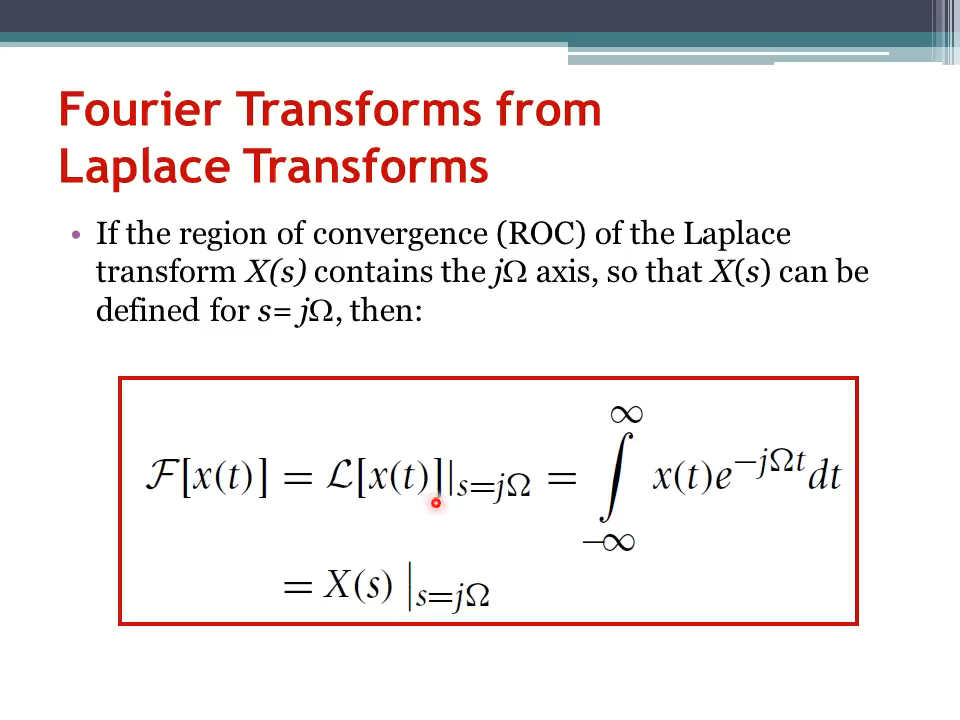 Fourier Transforms from
Laplace Transforms
• If the region of convergence (ROC) of the Laplace
transform X(s) contains the jΩ axis, so that X(s) can be
defined for s= jΩ, then:
ℱ[x(t)] = ℒ[x(t)]|s=jΩ = ∫−∞^∞ x(t)e^−jΩt dt
= X(s) |s=jΩ